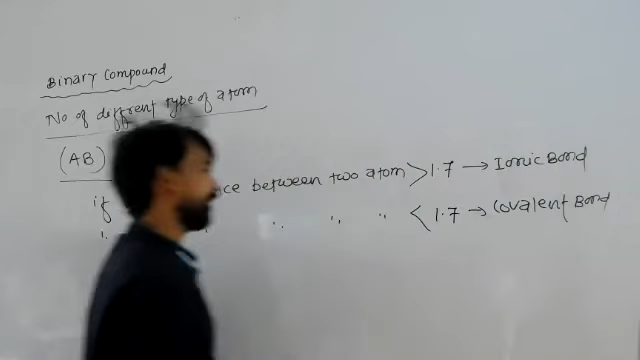 Binary Compound
No of different type of atom
(AB)
if between two atom > 1.7 → Ionic Bond
" " " " < 1.7 → Covalent Bond